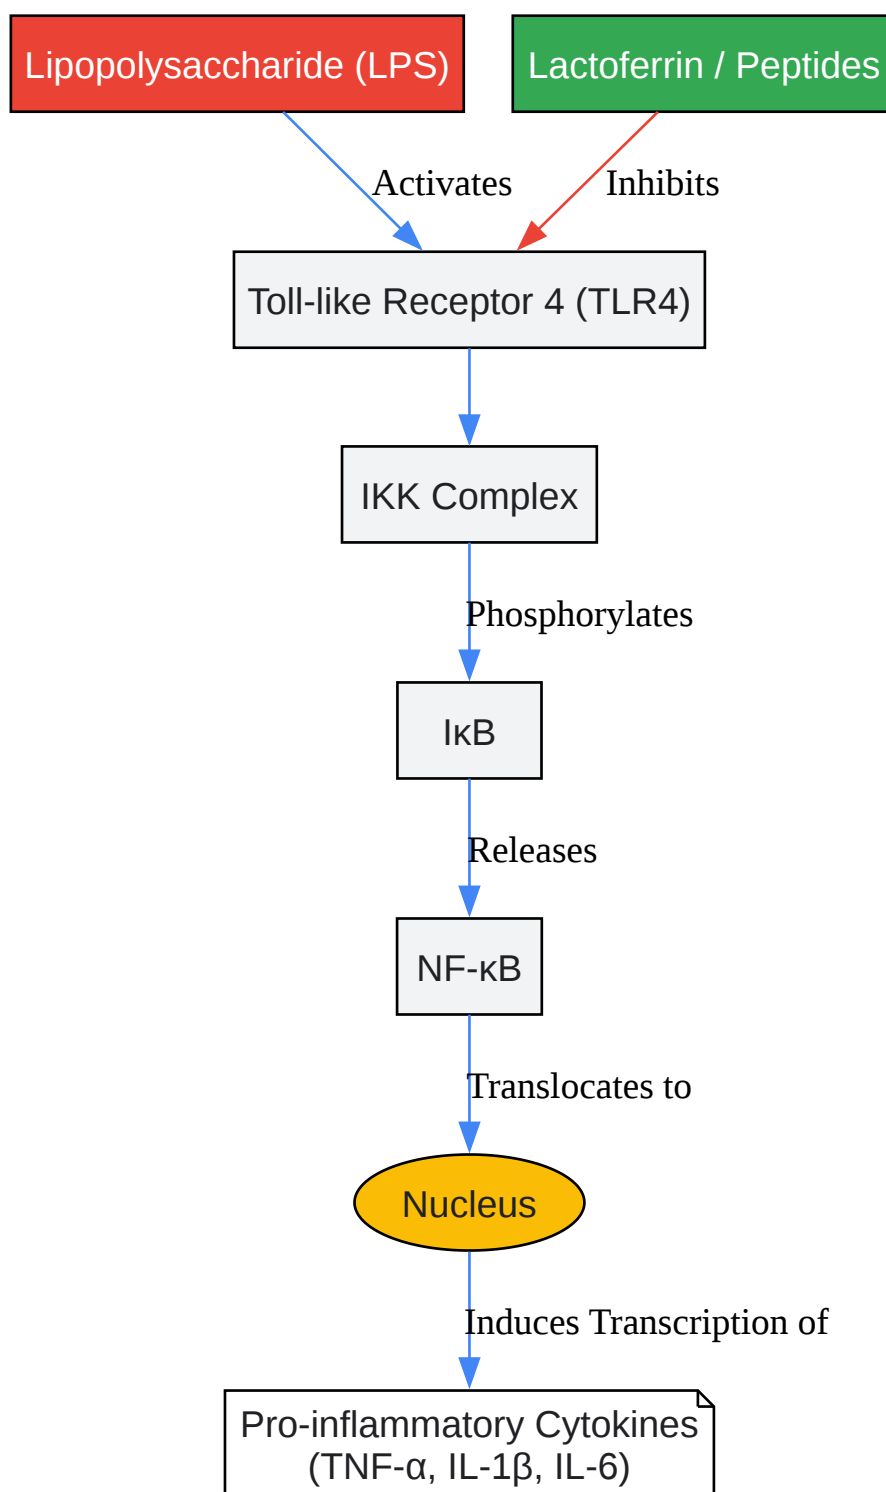 Lipopolysaccharide (LPS)
Lactoferrin / Peptides
Activates
Inhibits
Toll-like Receptor 4 (TLR4)
IKK Complex
Phosphorylates
IκB
Releases
NF-κB
Translocates to
Nucleus
Induces Transcription of
Pro-inflammatory Cytokines
(TNF-α, IL-1β, IL-6)